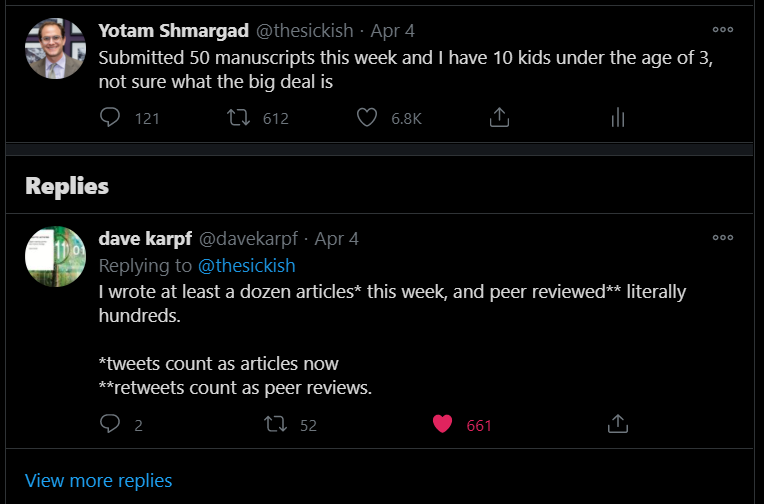 Yotam Shmargad @thesickish · Apr 4
Submitted 50 manuscripts this week and I have 10 kids under the age of 3,
not sure what the big deal is
121 612 6.8K
Replies
dave karpf @davekarpf · Apr 4
Replying to @thesickish
I wrote at least a dozen articles* this week, and peer reviewed** literally
hundreds.
*tweets count as articles now
**retweets count as peer reviews.
2 52 661
View more replies